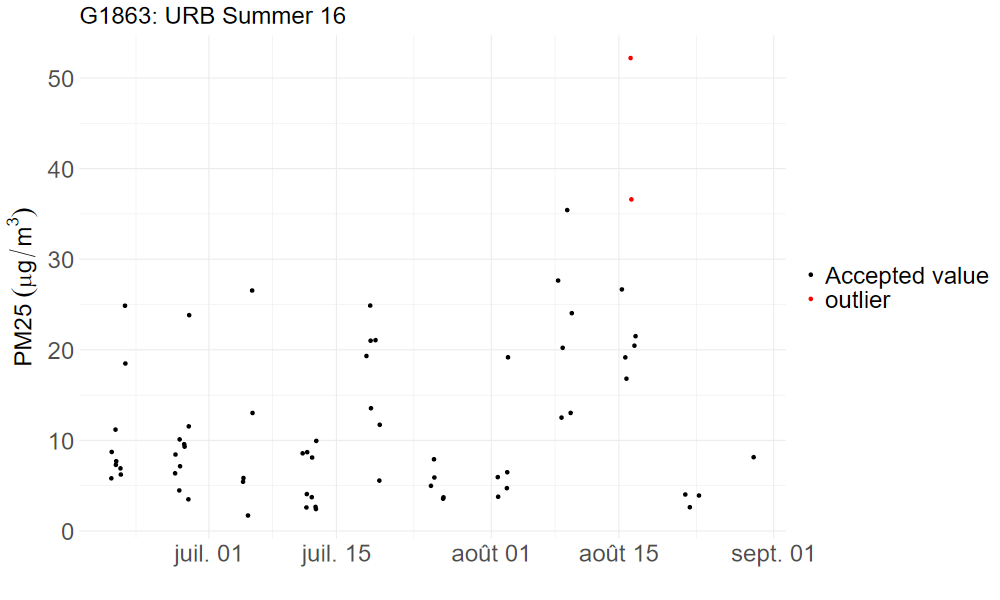 G1863: URB Summer 16
PM25 (μg/m³)
50
40
30
20
10
0
juil. 01
juil. 15
août 01
août 15
sept. 01
Accepted value
outlier